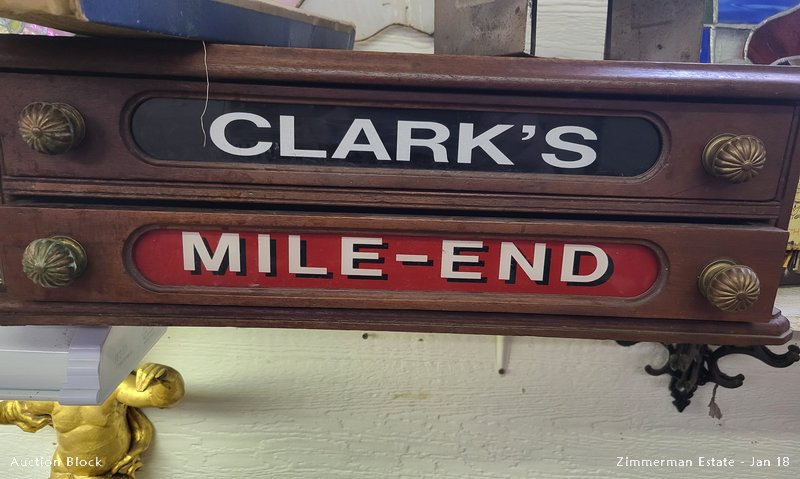 CLARK'S
MILE-END
Auction Block
Zimmerman Estate - Jan 18